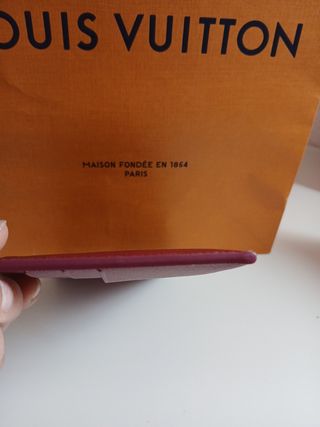 OUIS VUITTON
MAISON FONDÉE EN 1854
PARIS